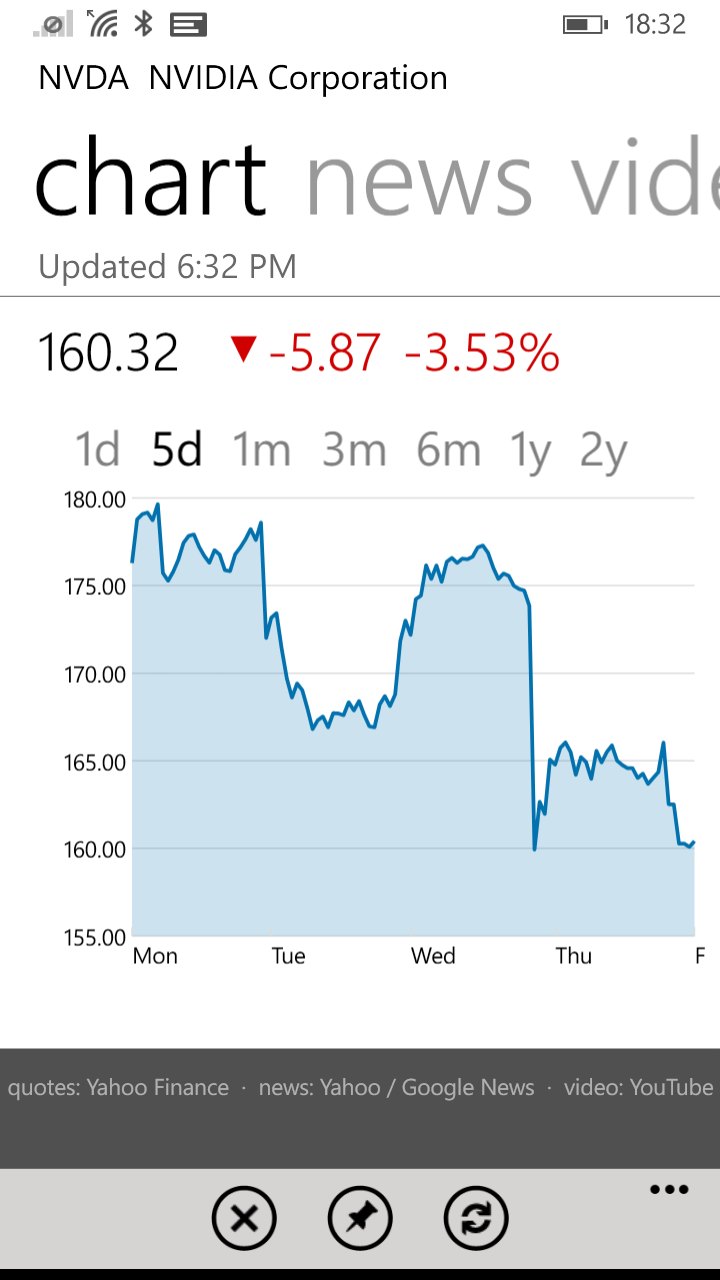 18:32
NVDA NVIDIA Corporation
chart news vide
Updated 6:32 PM
160.32 ▼ -5.87 -3.53%
1d 5d 1m 3m 6m 1y 2y
180.00
175.00
170.00
165.00
160.00
155.00
Mon Tue Wed Thu F
quotes: Yahoo Finance · news: Yahoo / Google News · video: YouTube